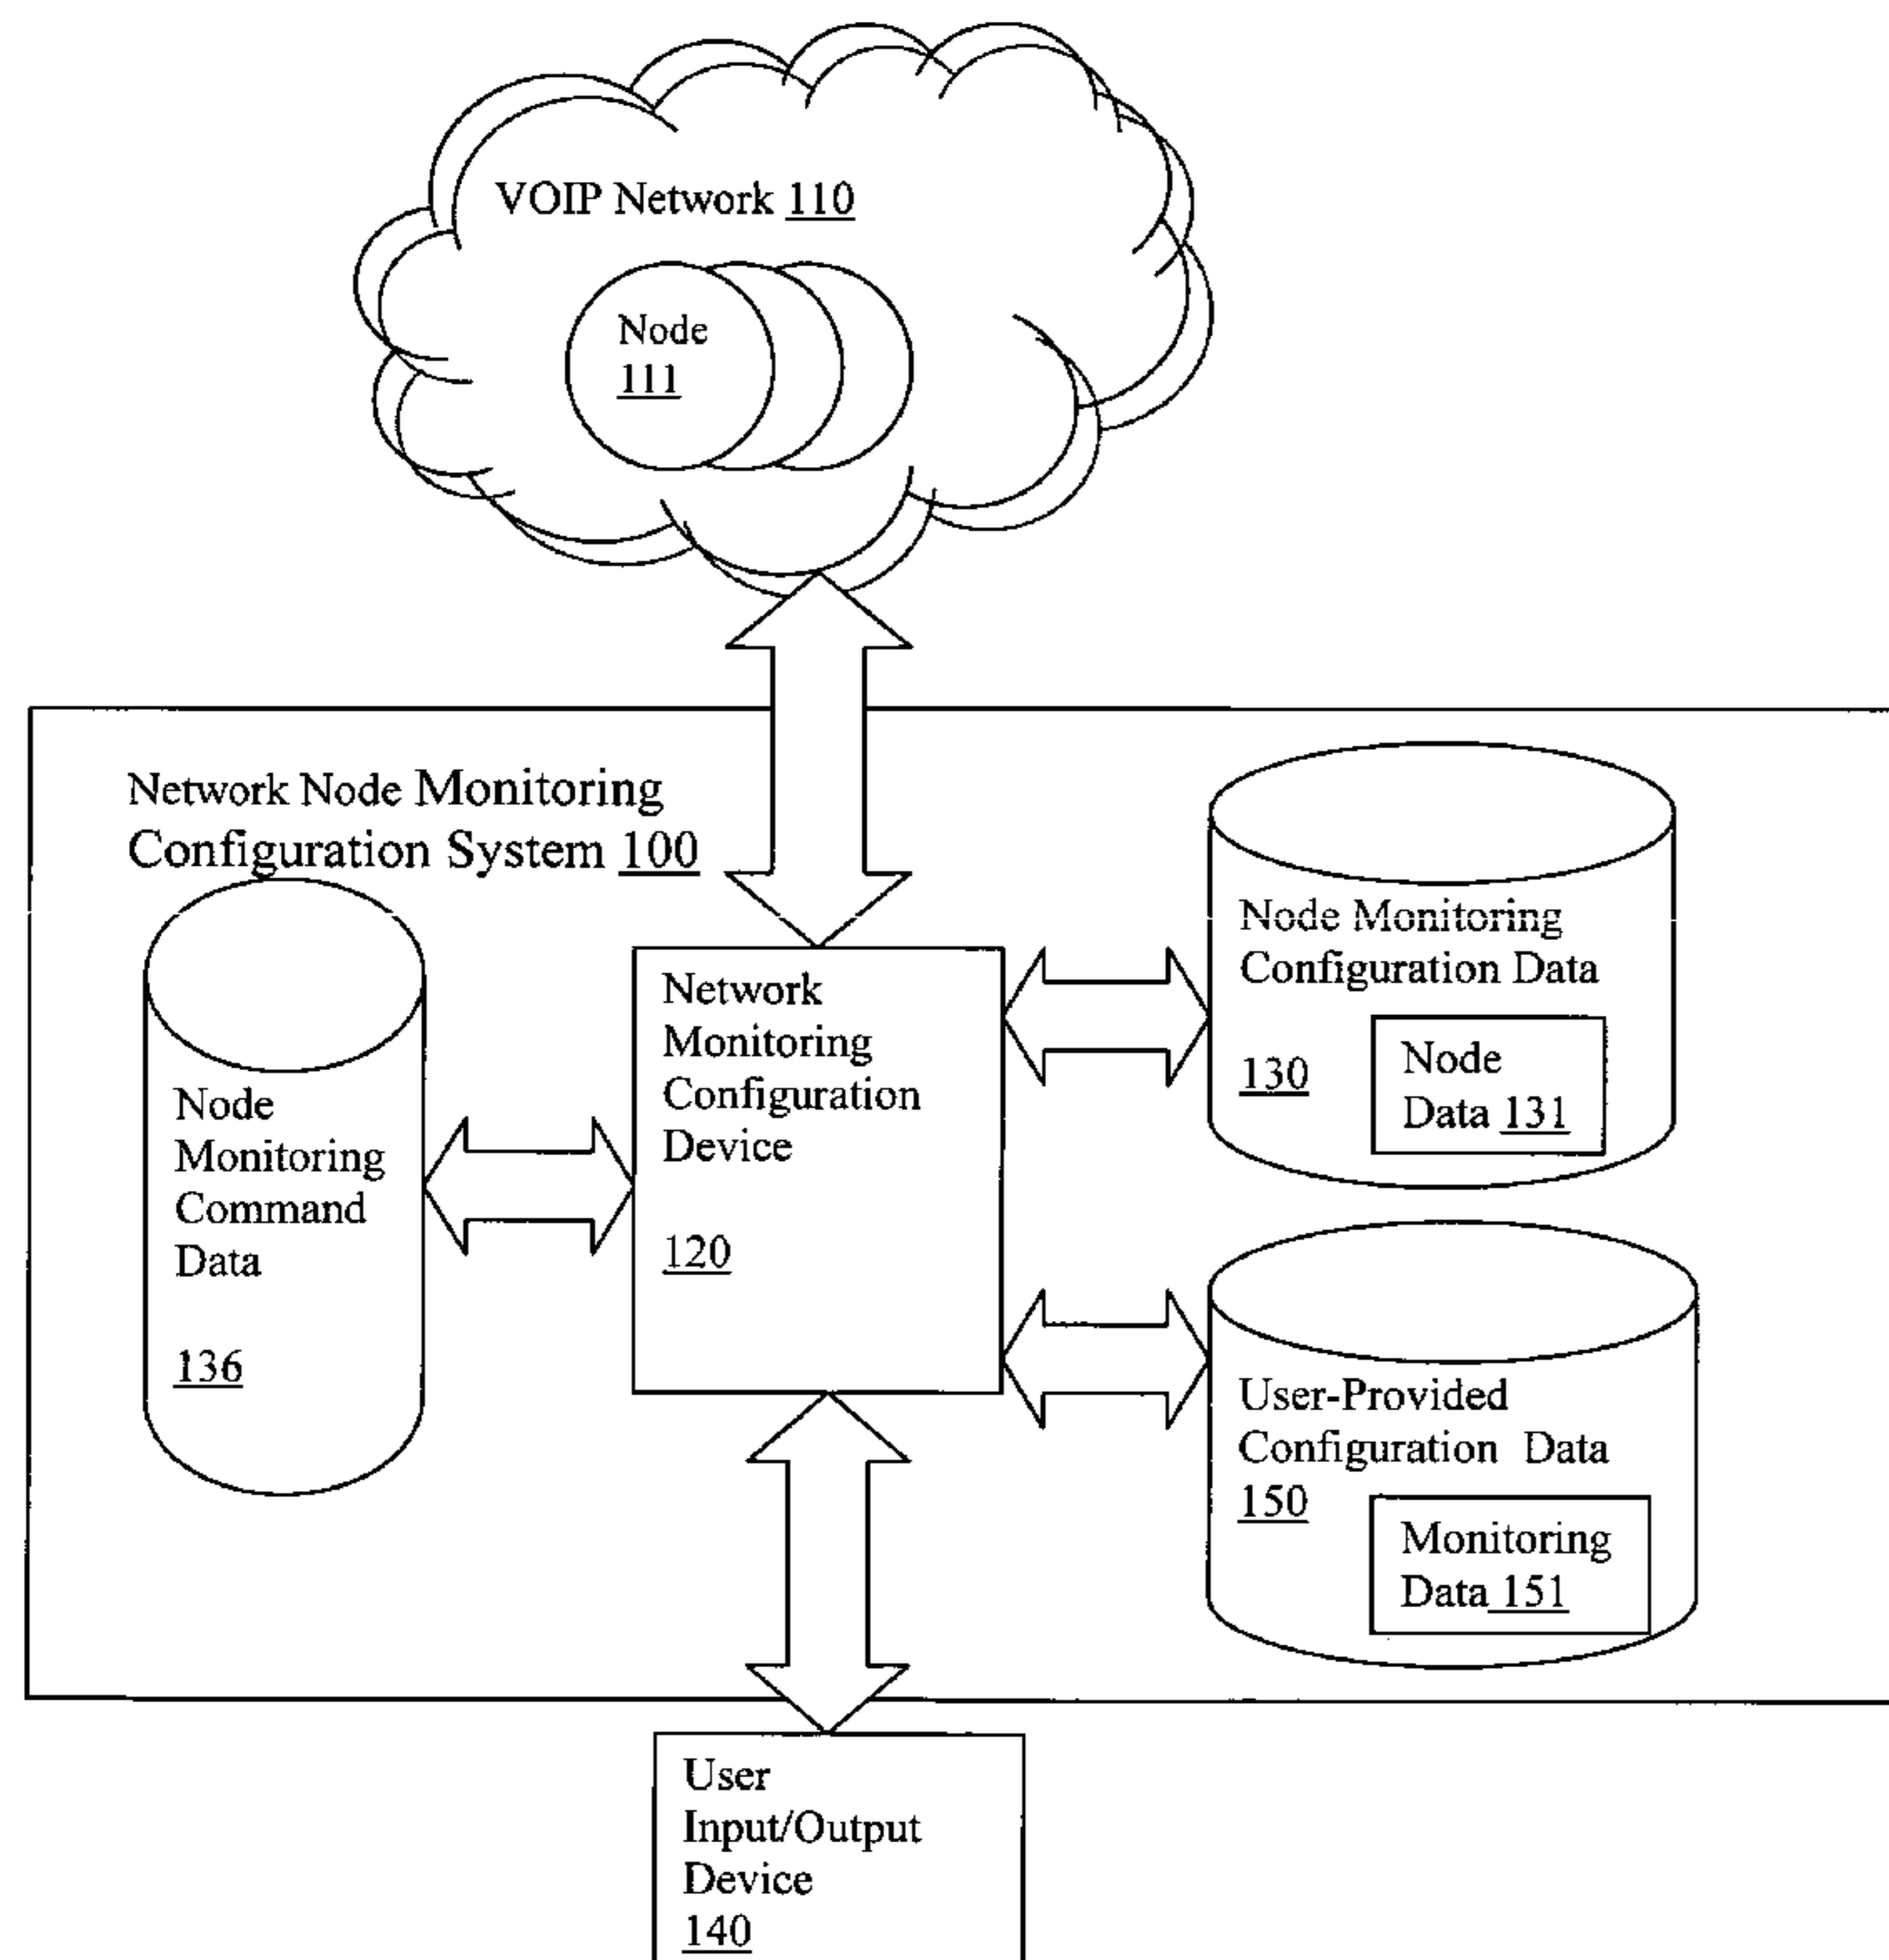 VOIP Network 110
Node
111
Network Node Monitoring
Configuration System 100
Node Monitoring
Configuration Data
130
Node
Data 131
Network
Monitoring
Configuration
Device
120
Node
Monitoring
Command
Data
136
User-Provided
Configuration Data
150
Monitoring
Data 151
User
Input/Output
Device
140